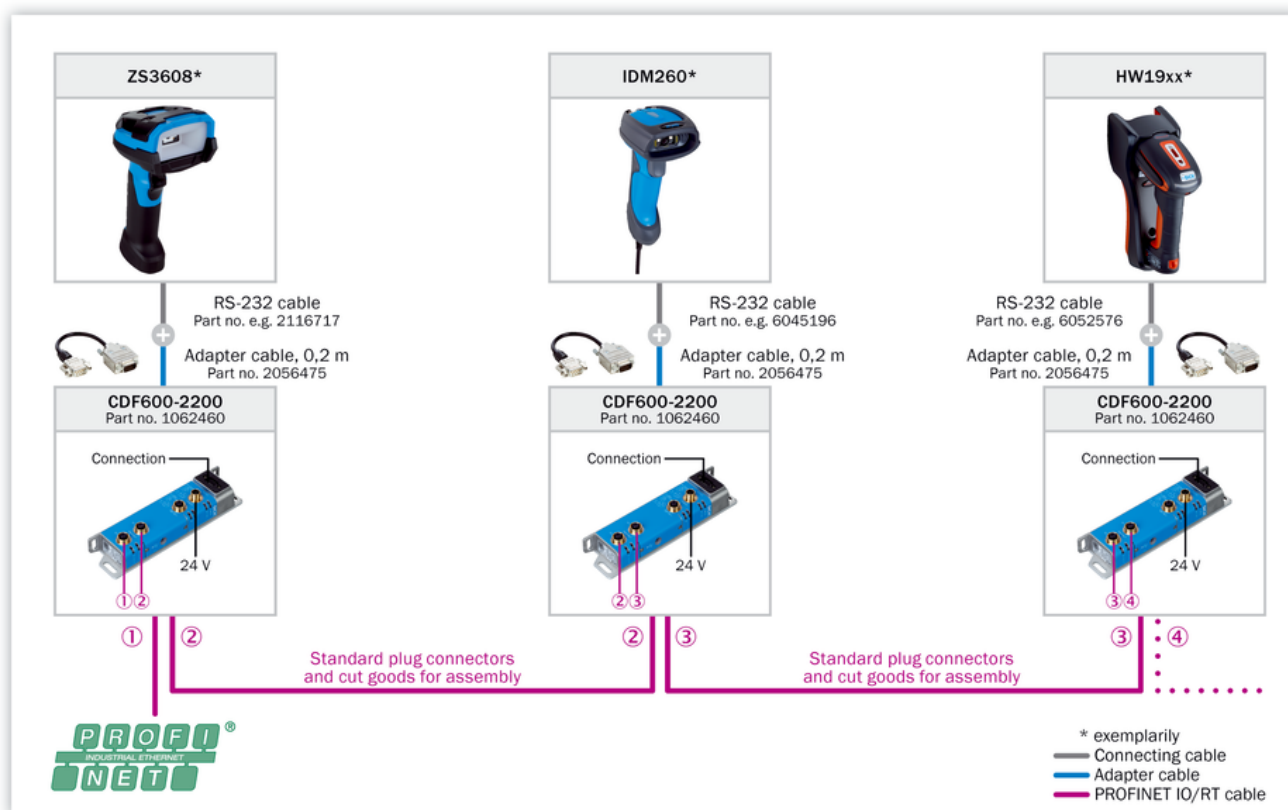 ZS3608*
IDM260*
HW19xx*
RS-232 cable
Part no. e.g. 2116717
Adapter cable, 0,2 m
Part no. 2056475
RS-232 cable
Part no. e.g. 6045196
Adapter cable, 0,2 m
Part no. 2056475
RS-232 cable
Part no. e.g. 6052576
Adapter cable, 0,2 m
Part no. 2056475
CDF600-2200
Part no. 1062460
Connection
24 V
①②
CDF600-2200
Part no. 1062460
Connection
24 V
②③
CDF600-2200
Part no. 1062460
Connection
24 V
③④
① ②
② ③
③ ④
Standard plug connectors
and cut goods for assembly
Standard plug connectors
and cut goods for assembly
PROFI®
INDUSTRIAL ETHERNET
NET
* exemplarily
Connecting cable
Adapter cable
PROFINET IO/RT cable